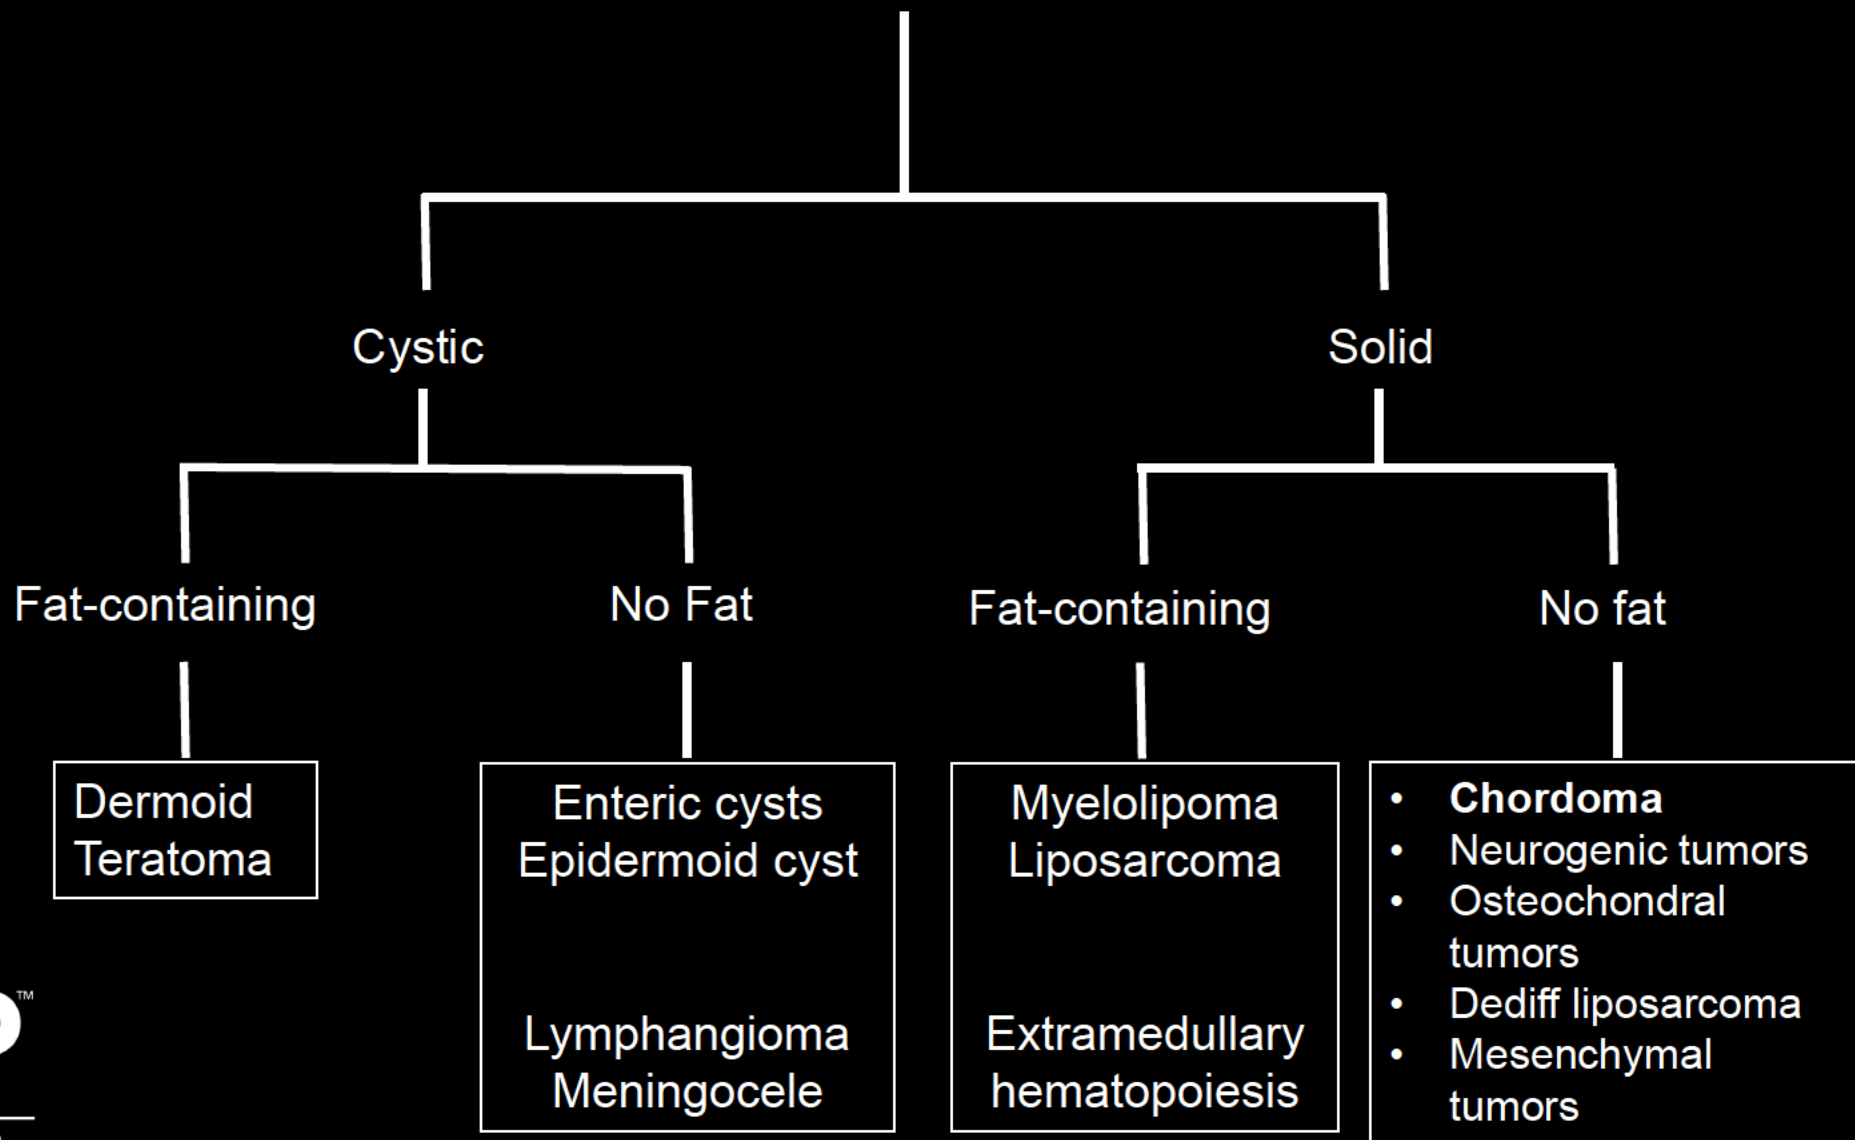 Cystic
Solid
Fat-containing
No Fat
Fat-containing
No fat
Dermoid
Teratoma
Enteric cysts
Epidermoid cyst
Lymphangioma
Meningocele
Myelolipoma
Liposarcoma
Extramedullary
hematopoiesis
• Chordoma
• Neurogenic tumors
• Osteochondral
tumors
• Dediff liposarcoma
• Mesenchymal
tumors
™